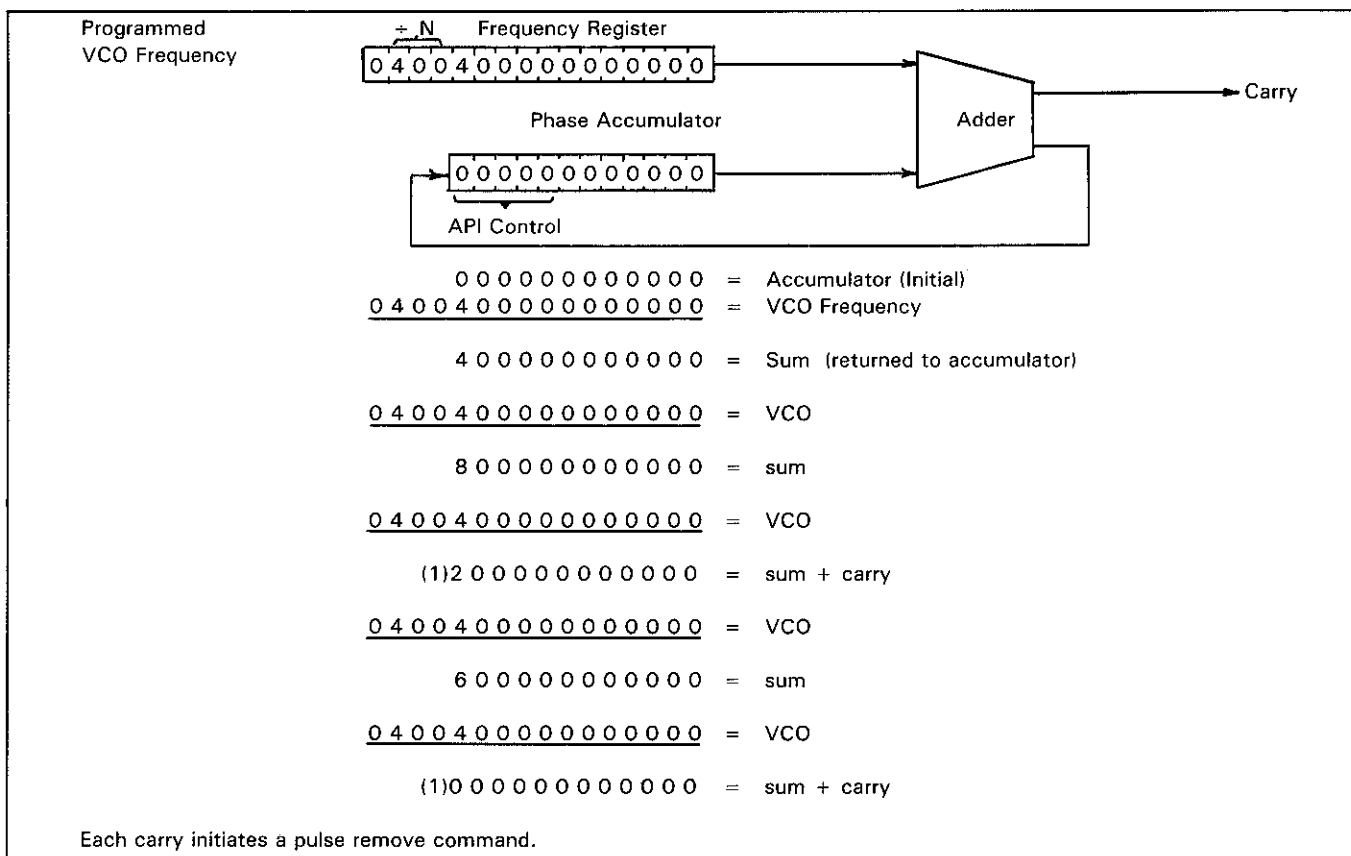 Programmed
VCO Frequency
÷ N Frequency Register
0 4 0 0 4 0 0 0 0 0 0 0 0 0 0 0
Carry
Phase Accumulator
Adder
0 0 0 0 0 0 0 0 0 0 0 0
API Control
0 0 0 0 0 0 0 0 0 0 0 0 = Accumulator (Initial)
0 4 0 0 4 0 0 0 0 0 0 0 0 0 0 0 = VCO Frequency
4 0 0 0 0 0 0 0 0 0 0 0 = Sum (returned to accumulator)
0 4 0 0 4 0 0 0 0 0 0 0 0 0 0 0 = VCO
8 0 0 0 0 0 0 0 0 0 0 0 = sum
0 4 0 0 4 0 0 0 0 0 0 0 0 0 0 0 = VCO
(1)2 0 0 0 0 0 0 0 0 0 0 0 = sum + carry
0 4 0 0 4 0 0 0 0 0 0 0 0 0 0 0 = VCO
6 0 0 0 0 0 0 0 0 0 0 0 = sum
0 4 0 0 4 0 0 0 0 0 0 0 0 0 0 0 = VCO
(1)0 0 0 0 0 0 0 0 0 0 0 0 = sum + carry
Each carry initiates a pulse remove command.